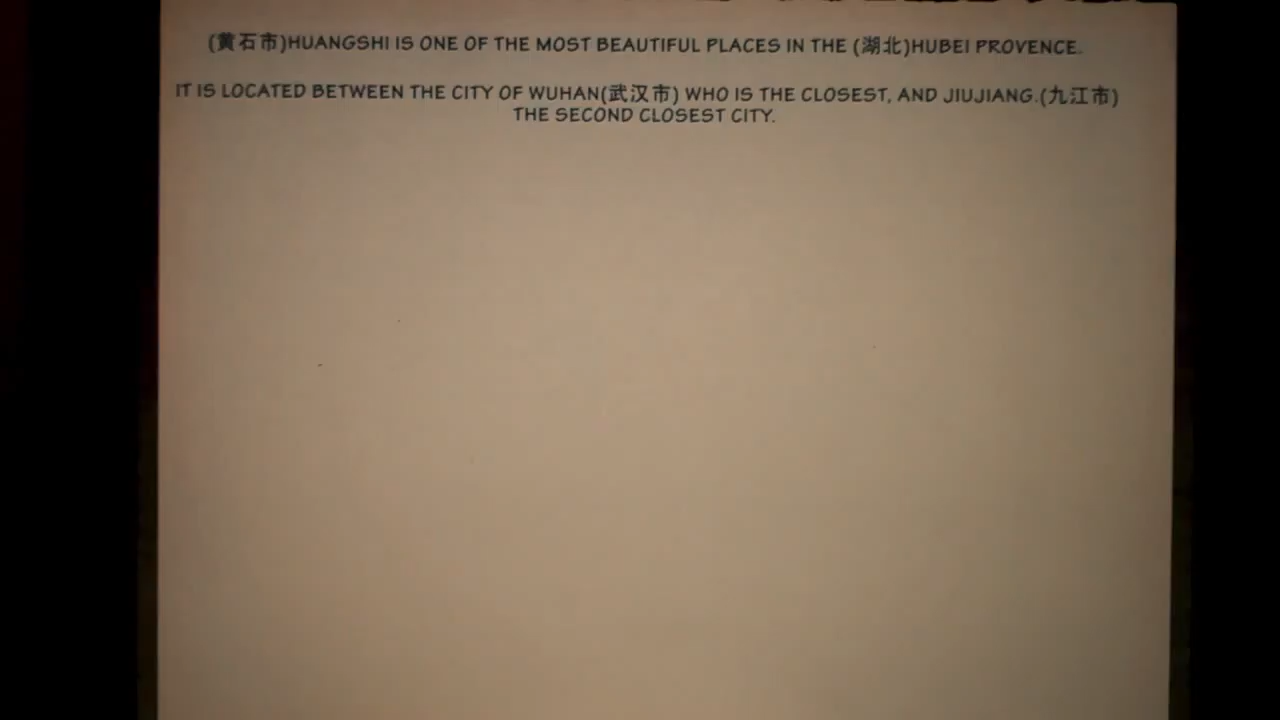 (黄石市)HUANGSHI IS ONE OF THE MOST BEAUTIFUL PLACES IN THE (湖北)HUBEI PROVENCE.
IT IS LOCATED BETWEEN THE CITY OF WUHAN(武汉市) WHO IS THE CLOSEST, AND JIUJIANG.(九江市)
THE SECOND CLOSEST CITY.